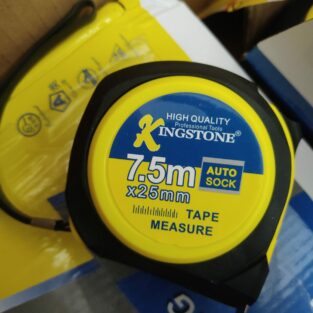 HIGH QUALITY
Professional Tools
KINGSTONE®
7.5m
x25mm
AUTO
SOCK
TAPE
MEASURE